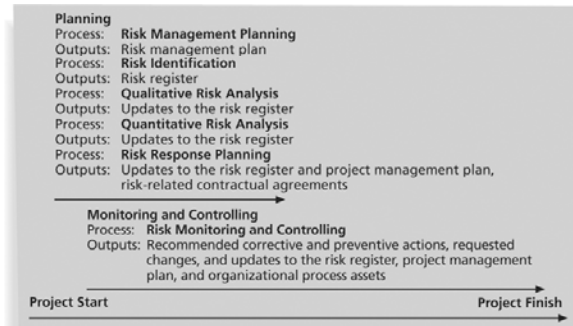 Planning
Process: Risk Management Planning
Outputs: Risk management plan
Process: Risk Identification
Outputs: Risk register
Process: Qualitative Risk Analysis
Outputs: Updates to the risk register
Process: Quantitative Risk Analysis
Outputs: Updates to the risk register
Process: Risk Response Planning
Outputs: Updates to the risk register and project management plan,
risk-related contractual agreements
Monitoring and Controlling
Process: Risk Monitoring and Controlling
Outputs: Recommended corrective and preventive actions, requested
changes, and updates to the risk register, project management
plan, and organizational process assets
Project Start Project Finish